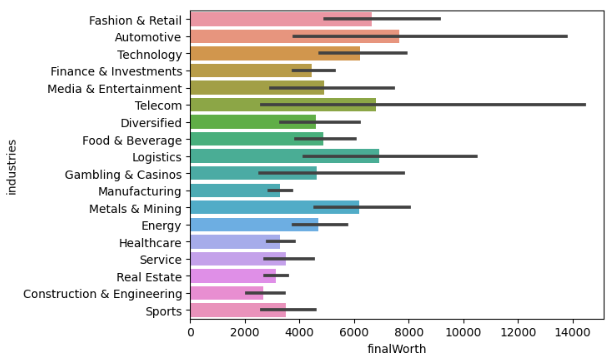 Fashion & Retail
Automotive
Technology
Finance & Investments
Media & Entertainment
Telecom
Diversified
Food & Beverage
Logistics
Gambling & Casinos
Manufacturing
Metals & Mining
Energy
Healthcare
Service
Real Estate
Construction & Engineering
Sports
industries
0 2000 4000 6000 8000 10000 12000 14000
finalWorth